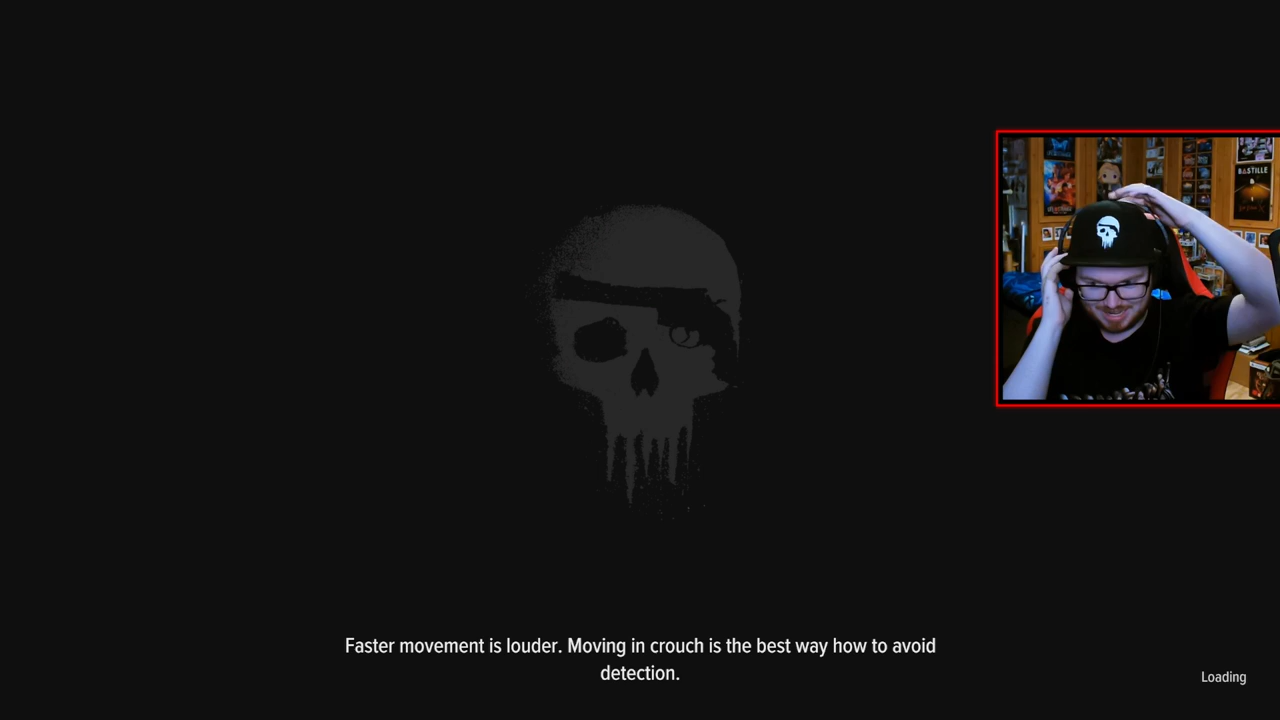 BASTILLE
Faster movement is louder. Moving in crouch is the best way how to avoid
detection.
Loading